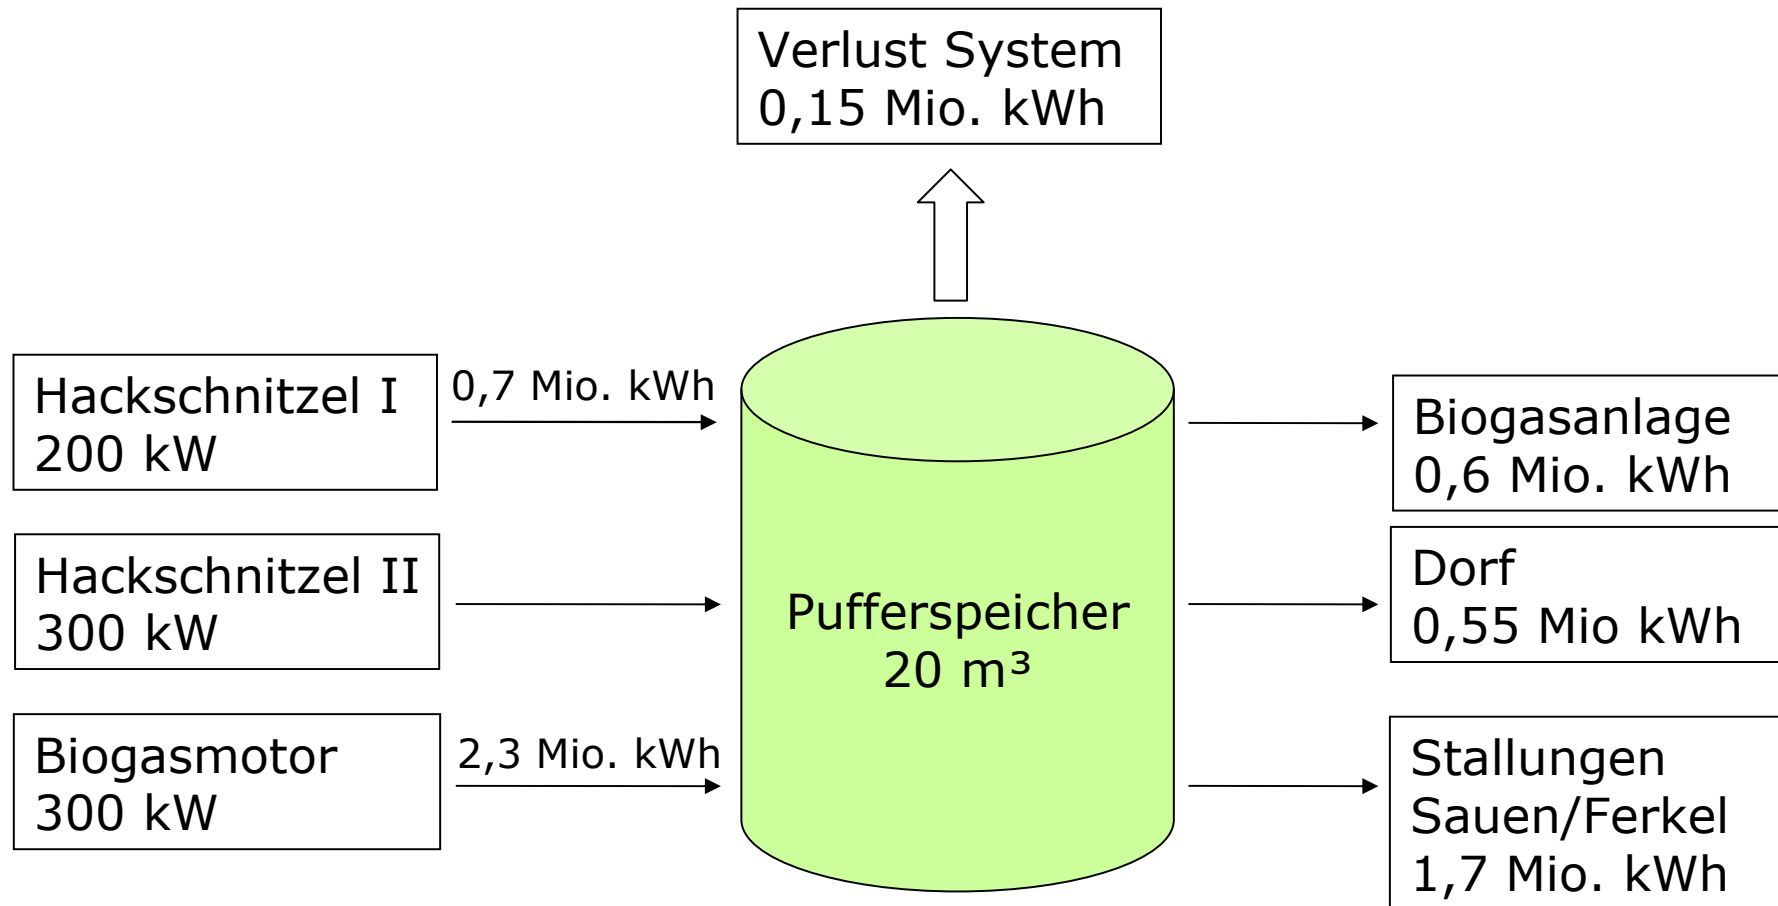 Verlust System
0,15 Mio. kWh
Hackschnitzel I
200 kW
0,7 Mio. kWh
Hackschnitzel II
300 kW
Biogasmotor
300 kW
2,3 Mio. kWh
Pufferspeicher
20 m³
Biogasanlage
0,6 Mio. kWh
Dorf
0,55 Mio kWh
Stallungen
Sauen/Ferkel
1,7 Mio. kWh